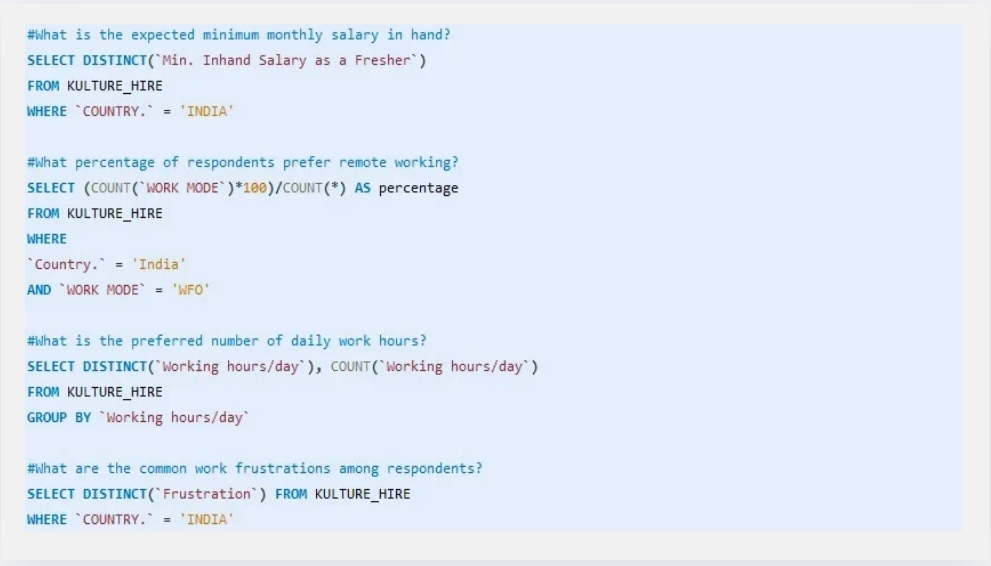 #What is the expected minimum monthly salary in hand?
SELECT DISTINCT(`Min. Inhand Salary as a Fresher`)
FROM KULTURE_HIRE
WHERE `COUNTRY.` = 'INDIA'
#What percentage of respondents prefer remote working?
SELECT (COUNT(`WORK MODE`)*100)/COUNT(*) AS percentage
FROM KULTURE_HIRE
WHERE
`Country.` = 'India'
AND `WORK MODE` = 'WFO'
#What is the preferred number of daily work hours?
SELECT DISTINCT(`Working hours/day`), COUNT(`Working hours/day`)
FROM KULTURE_HIRE
GROUP BY `Working hours/day`
#What are the common work frustrations among respondents?
SELECT DISTINCT(`Frustration`) FROM KULTURE_HIRE
WHERE `COUNTRY.` = 'INDIA'